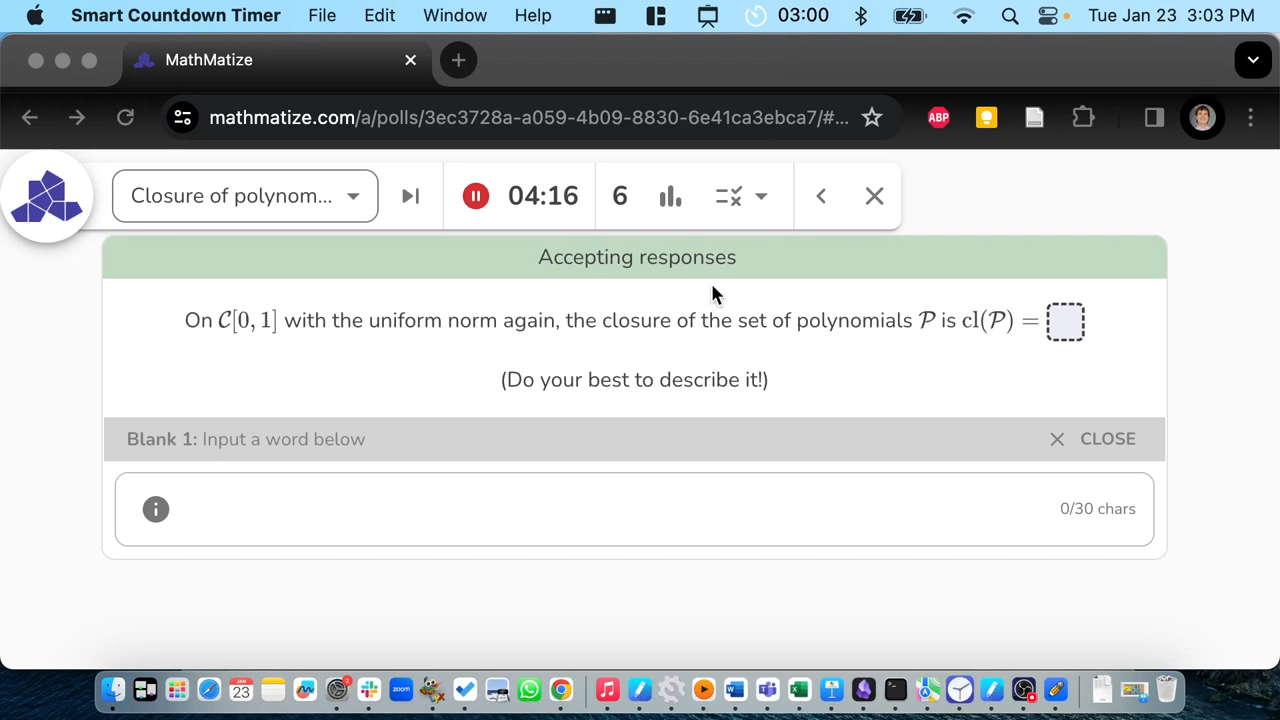 Smart Countdown Timer File Edit Window Help 03:00 Tue Jan 23 3:03 PM
MathMatize
mathmatize.com/a/polls/3ec3728a-a059-4b09-8830-6e41ca3ebca7/#...
ABP
Closure of polynom... 04:16 6
Accepting responses
On 𝒞[0, 1] with the uniform norm again, the closure of the set of polynomials 𝒫 is cl(𝒫) =
(Do your best to describe it!)
Blank 1: Input a word below CLOSE
0/30 chars
23 zoom 2